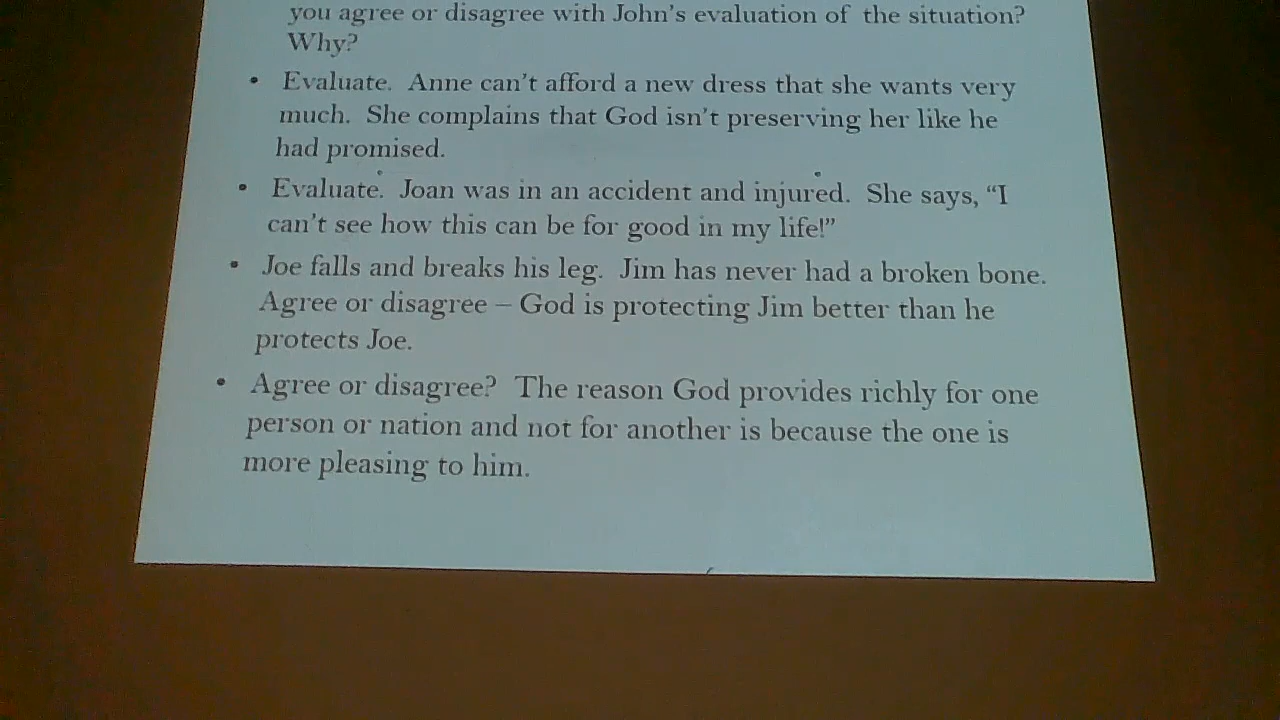 you agree or disagree with John's evaluation of the situation?
Why?
• Evaluate. Anne can't afford a new dress that she wants very
much. She complains that God isn't preserving her like he
had promised.
• Evaluate. Joan was in an accident and injured. She says, “I
can't see how this can be for good in my life!”
• Joe falls and breaks his leg. Jim has never had a broken bone.
Agree or disagree – God is protecting Jim better than he
protects Joe.
• Agree or disagree? The reason God provides richly for one
person or nation and not for another is because the one is
more pleasing to him.